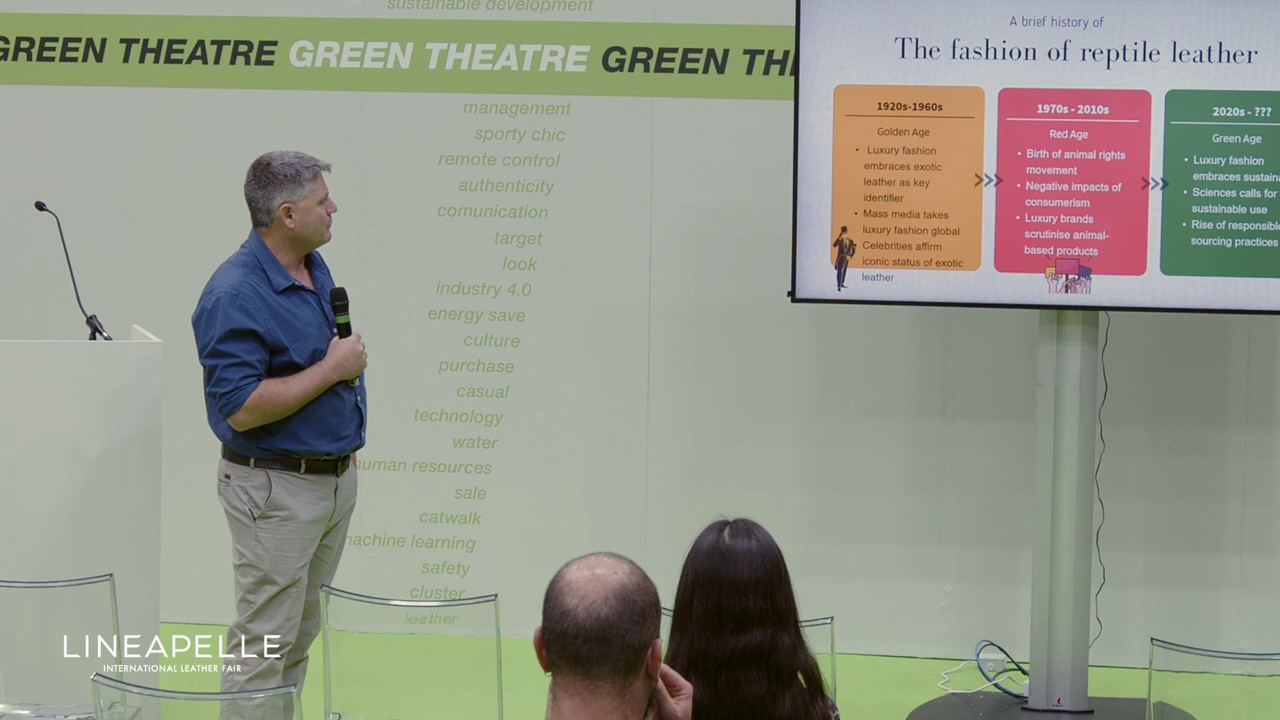 sustainable development
GREEN THEATRE GREEN THEATRE GREEN TH
management
sporty chic
remote control
authenticity
comunication
target
look
industry 4.0
energy save
culture
purchase
casual
technology
water
human resources
sale
catwalk
machine learning
safety
cluster
leather
A brief history of
The fashion of reptile leather
1920s-1960s
Golden Age
• Luxury fashion
embraces exotic
leather as key
identifier
• Mass media takes
luxury fashion global
Celebrities affirm
iconic status of exotic
leather
1970s - 2010s
Red Age
• Birth of animal rights
movement
• Negative impacts of
consumerism
• Luxury brands
scrutinise animal-
based products
2020s - ???
Green Age
• Luxury fashion
embraces sustain
• Sciences calls for
sustainable use
• Rise of responsible
sourcing practices
LINEAPELLE
INTERNATIONAL LEATHER FAIR